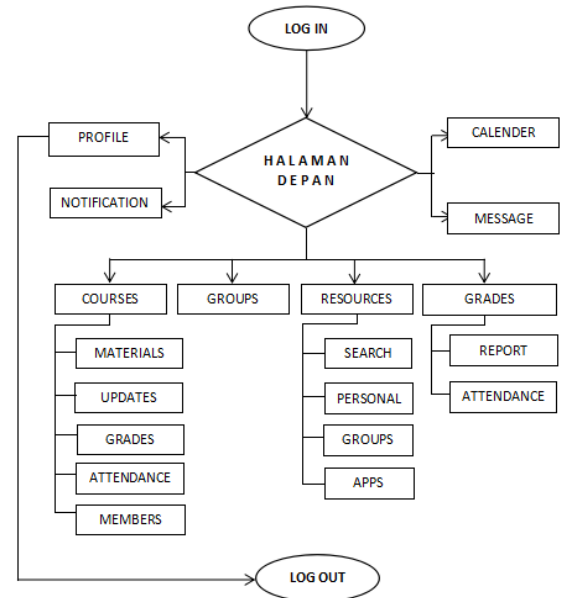 LOG IN
PROFILE
CALENDER
HALAMAN
DEPAN
NOTIFICATION
MESSAGE
COURSES
GROUPS
RESOURCES
GRADES
MATERIALS
UPDATES
GRADES
ATTENDANCE
MEMBERS
SEARCH
PERSONAL
GROUPS
APPS
REPORT
ATTENDANCE
LOG OUT